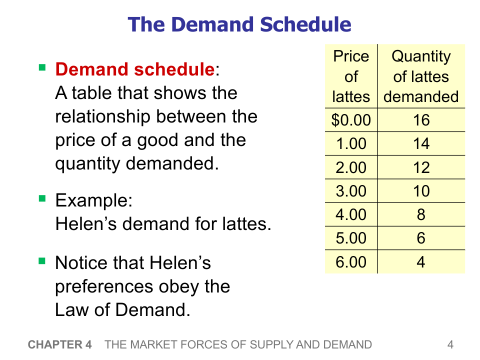 The Demand Schedule
Demand schedule:
A table that shows the
relationship between the
price of a good and the
quantity demanded.
Example:
Helen’s demand for lattes.
Notice that Helen’s
preferences obey the
Law of Demand.
Price Quantity
of of lattes
lattes demanded
$0.00 16
1.00 14
2.00 12
3.00 10
4.00 8
5.00 6
6.00 4
CHAPTER 4 THE MARKET FORCES OF SUPPLY AND DEMAND 4